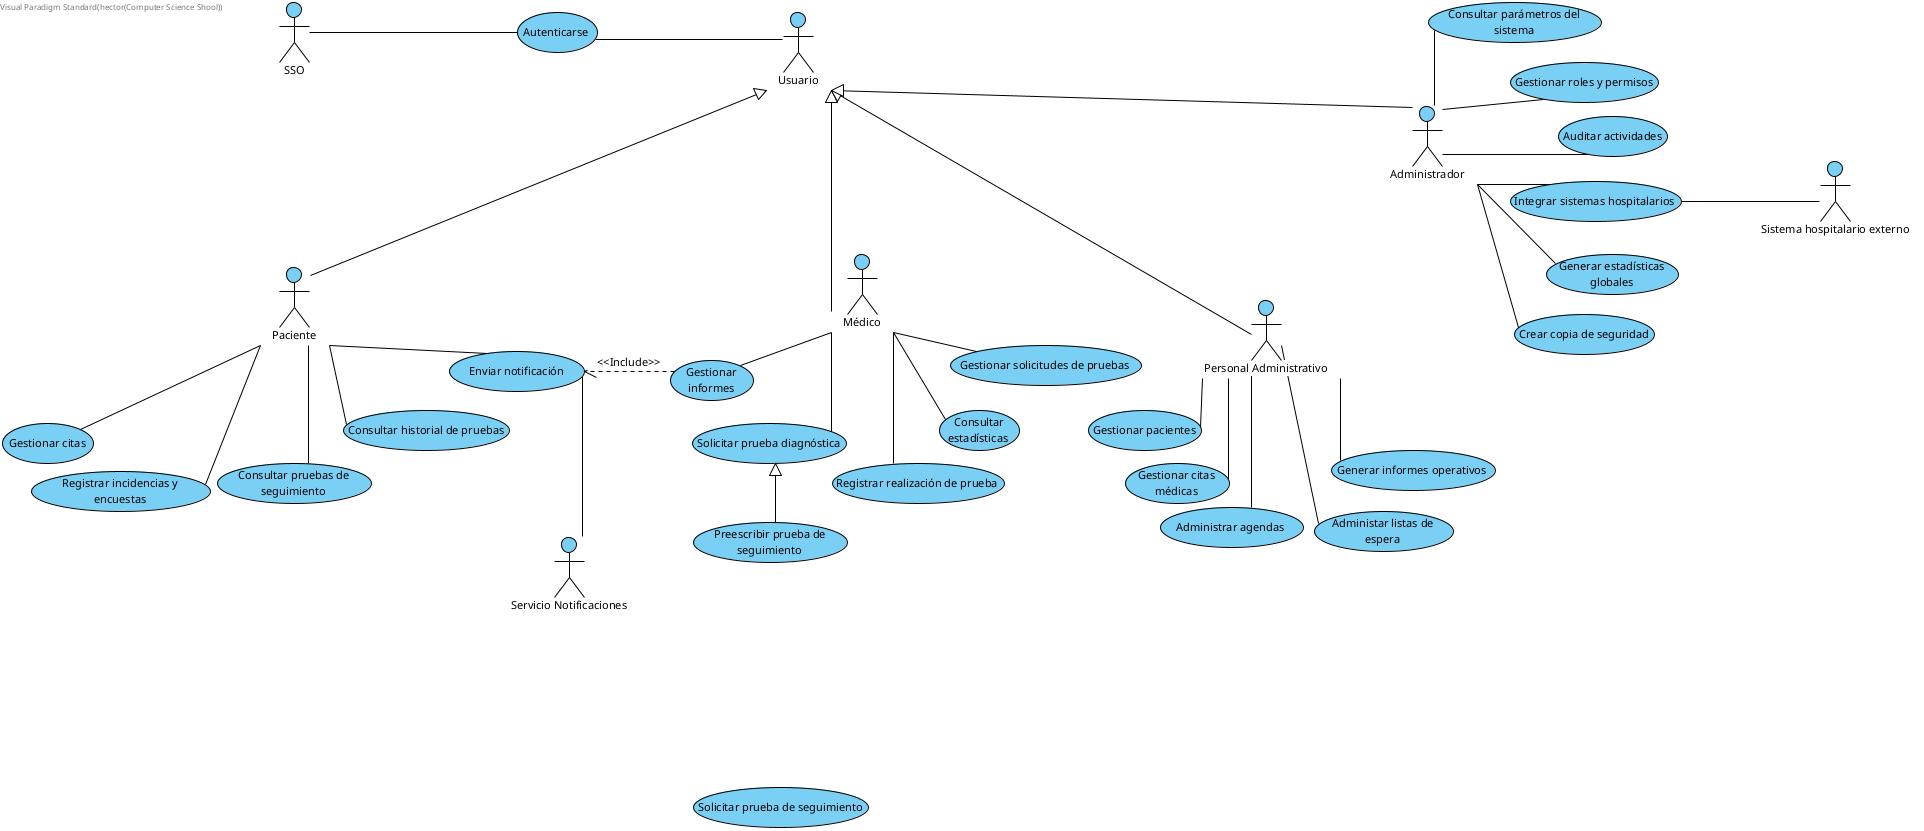 Visual Paradigm Standard(hector(Computer Science Shool))
SSO
Autenticarse
Usuario
Consultar parámetros del
sistema
Gestionar roles y permisos
Auditar actividades
Administrador
Integrar sistemas hospitalarios
Sistema hospitalario externo
Generar estadísticas
globales
Crear copia de seguridad
Paciente
Médico
Personal Administrativo
<<Include>>
Enviar notificación
Gestionar
informes
Gestionar solicitudes de pruebas
Gestionar citas
Registrar incidencias y
encuestas
Consultar pruebas de
seguimiento
Consultar historial de pruebas
Solicitar prueba diagnóstica
Consultar
estadísticas
Registrar realización de prueba
Preescribir prueba de
seguimiento
Gestionar pacientes
Gestionar citas
médicas
Administrar agendas
Administar listas de
espera
Generar informes operativos
Servicio Notificaciones
Solicitar prueba de seguimiento